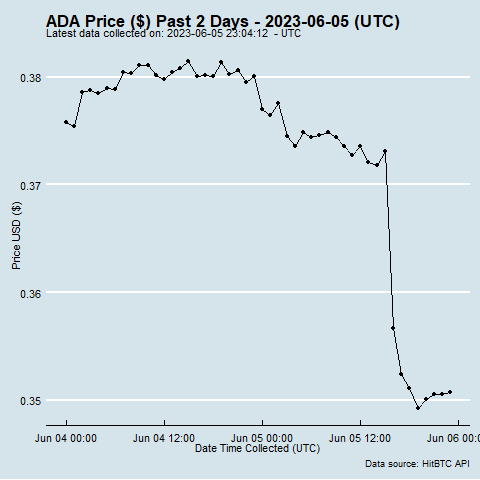 ADA Price ($) Past 2 Days - 2023-06-05 (UTC)
Latest data collected on: 2023-06-05 23:04:12  - UTC
0.38
0.37
0.36
0.35
Price USD ($)
Jun 04 00:00
Jun 04 12:00
Jun 05 00:00
Jun 05 12:00
Jun 06 00:00
Date Time Collected (UTC)
Data source: HitBTC API